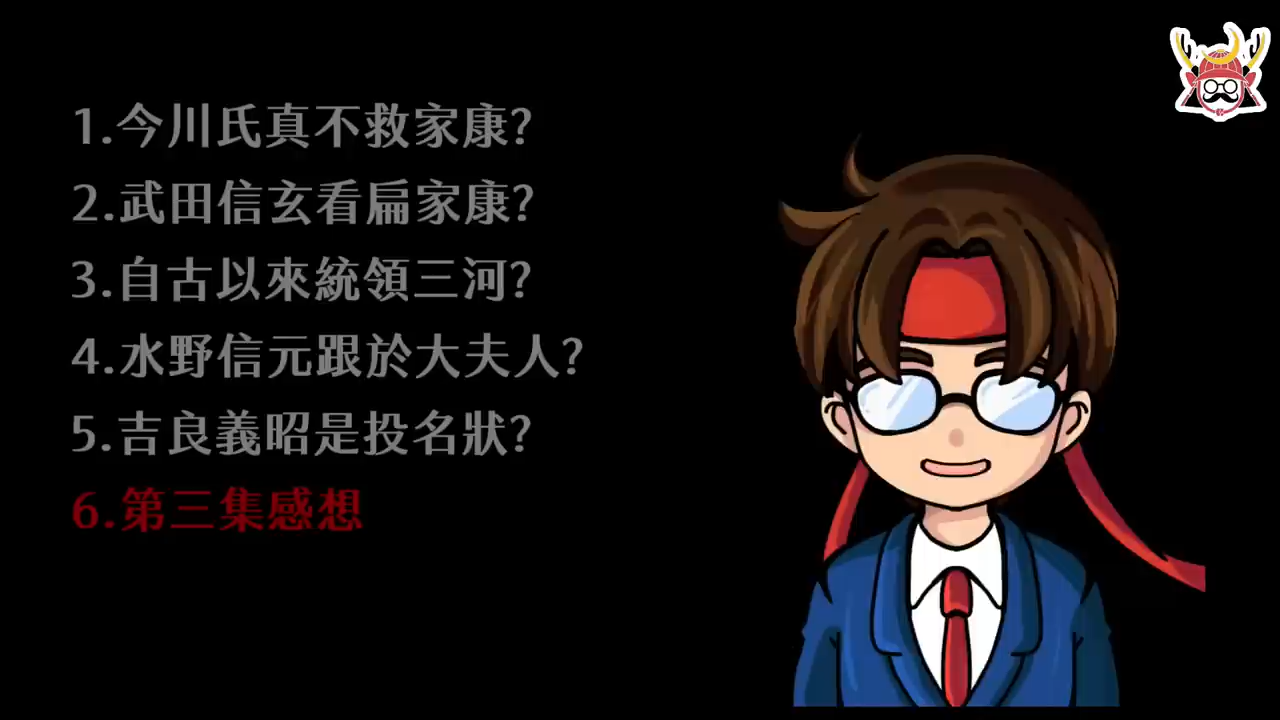 1.今川氏真不救家康?
2.武田信玄看扁家康?
3.自古以來統領三河?
4.水野信元跟於大夫人?
5.吉良義昭是投名狀?
6.第三集感想